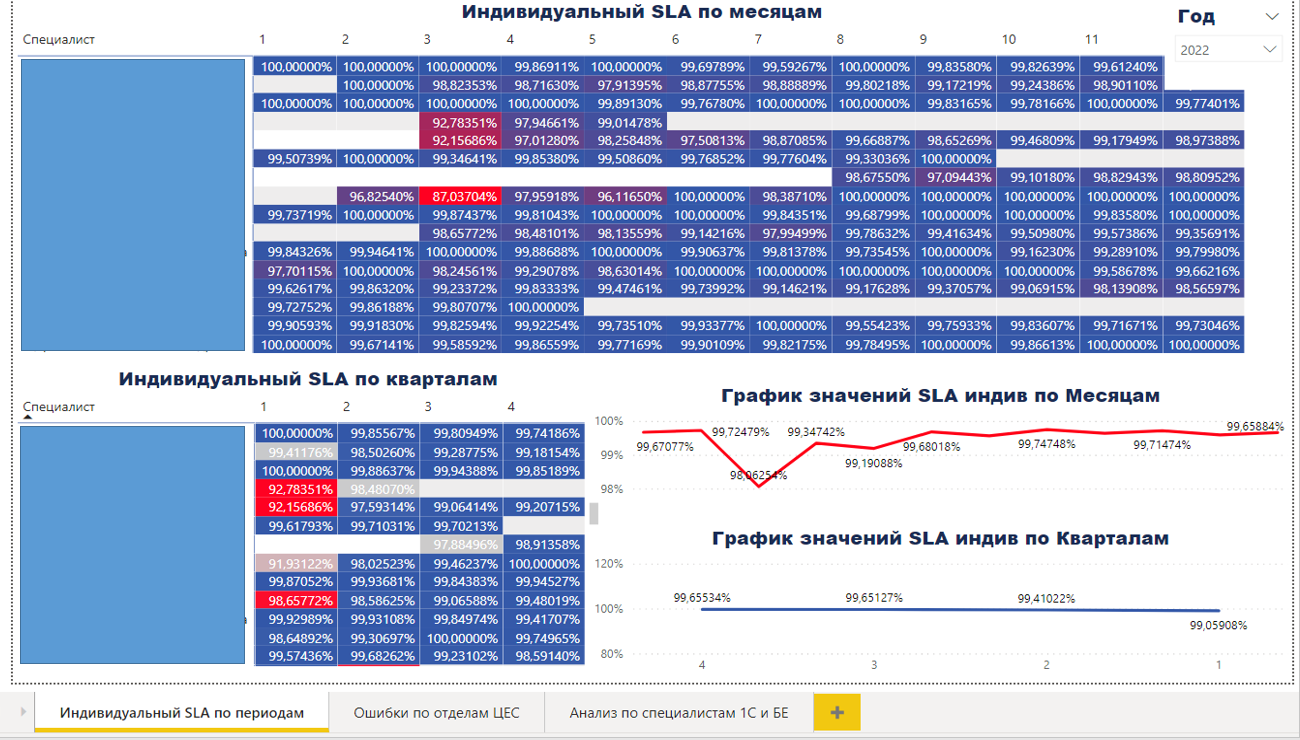 Индивидуальный SLA по месяцам
Год
2022
Специалист 1 2 3 4 5 6 7 8 9 10 11
100,00000% 100,00000% 100,00000% 99,86911% 100,00000% 99,69789% 99,59267% 100,00000% 99,83580% 99,82639% 99,61240%
100,00000% 98,82353% 98,71630% 97,91395% 98,87755% 98,88889% 99,80218% 99,17219% 99,24386% 98,90110%
100,00000% 100,00000% 100,00000% 100,00000% 99,89130% 99,76780% 100,00000% 100,00000% 99,83165% 99,78166% 100,00000% 99,77401%
92,78351% 97,94661% 99,01478%
92,15686% 97,01280% 98,25848% 97,50813% 98,87085% 99,66887% 98,65269% 99,46809% 99,17949% 98,97388%
99,50739% 100,00000% 99,34641% 99,85380% 99,50860% 99,76852% 99,77604% 99,33036% 100,00000%
98,67550% 97,09443% 99,10180% 98,82943% 98,80952%
96,82540% 87,03704% 97,95918% 96,11650% 100,00000% 98,38710% 100,00000% 100,00000% 100,00000% 100,00000% 100,00000%
99,73719% 100,00000% 99,87437% 99,81043% 100,00000% 100,00000% 99,84351% 99,68799% 100,00000% 100,00000% 99,83580% 100,00000%
98,65772% 98,48101% 98,13559% 99,14216% 97,99499% 99,78632% 99,41634% 99,50980% 99,57386% 99,35691%
99,84326% 99,94641% 100,00000% 99,88688% 100,00000% 99,90637% 99,81378% 99,73545% 100,00000% 99,16230% 99,28910% 99,79980%
97,70115% 100,00000% 98,24561% 99,29078% 98,63014% 100,00000% 100,00000% 100,00000% 100,00000% 100,00000% 99,58678% 99,66216%
99,62617% 99,86320% 99,23372% 99,83333% 99,47461% 99,73992% 99,14621% 99,17628% 99,37057% 99,06915% 98,13908% 98,56597%
99,72752% 99,86188% 99,80707% 100,00000%
99,90593% 99,91830% 99,82594% 99,92254% 99,73510% 99,93377% 100,00000% 99,55423% 99,75933% 99,83607% 99,71671% 99,73046%
100,00000% 99,67141% 99,58592% 99,86559% 99,77169% 99,90109% 99,82175% 99,78495% 100,00000% 99,86613% 100,00000% 100,00000%
Индивидуальный SLA по кварталам
Специалист 1 2 3 4
100,00000% 99,85567% 99,80949% 99,74186%
99,41176% 98,50260% 99,28775% 99,18154%
100,00000% 99,88637% 99,94388% 99,85189%
92,78351% 98,48070%
92,15686% 97,59314% 99,06414% 99,20715%
99,61793% 99,71031% 99,70213%
97,88496% 98,91358%
91,93122% 98,02523% 99,46237% 100,00000%
99,87052% 99,93681% 99,84383% 99,94527%
98,65772% 98,58625% 99,06588% 99,48019%
99,92989% 99,93108% 99,84974% 99,41707%
98,64892% 99,30697% 100,00000% 99,74965%
99,57436% 99,68262% 99,23102% 98,59140%
График значений SLA индив по Месяцам
100%
99%
98%
99,67077% 99,72479% 98,06254% 99,34742% 99,19088% 99,68018% 99,74748% 99,71474% 99,65884%
График значений SLA индив по Кварталам
120%
100%
80%
99,65534% 99,65127% 99,41022% 99,05908%
4 3 2 1
Индивидуальный SLA по периодам
Ошибки по отделам ЦЕС
Анализ по специалистам 1С и БЕ
+